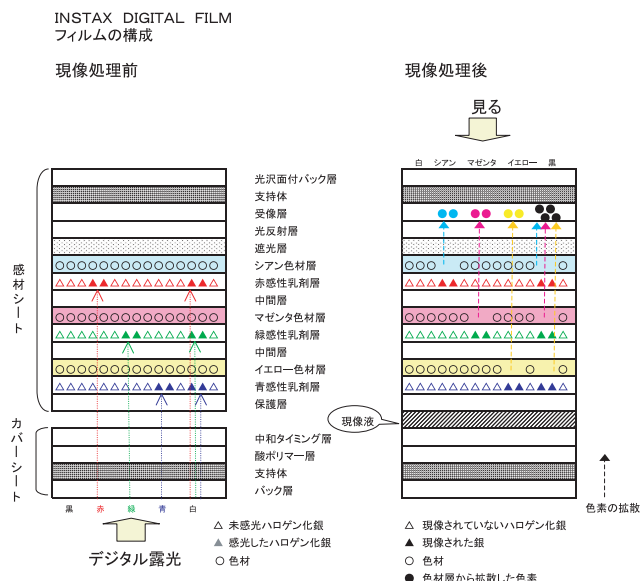 INSTAX DIGITAL FILM
フィルムの構成
現像処理前
現像処理後
見る
白 シアン マゼンタ イエロー 黒
光沢面付バック層
支持体
受像層
光反射層
遮光層
シアン色材層
赤感性乳剤層
中間層
マゼンタ色材層
緑感性乳剤層
中間層
イエロー色材層
青感性乳剤層
保護層
感材シート
現像液
カバーシート
中和タイミング層
酸ポリマー層
支持体
バック層
色素の拡散
黒 赤 緑 青 白
デジタル露光
未感光ハロゲン化銀
感光したハロゲン化銀
色材
現像されていないハロゲン化銀
現像された銀
色材
色材層から拡散した色素